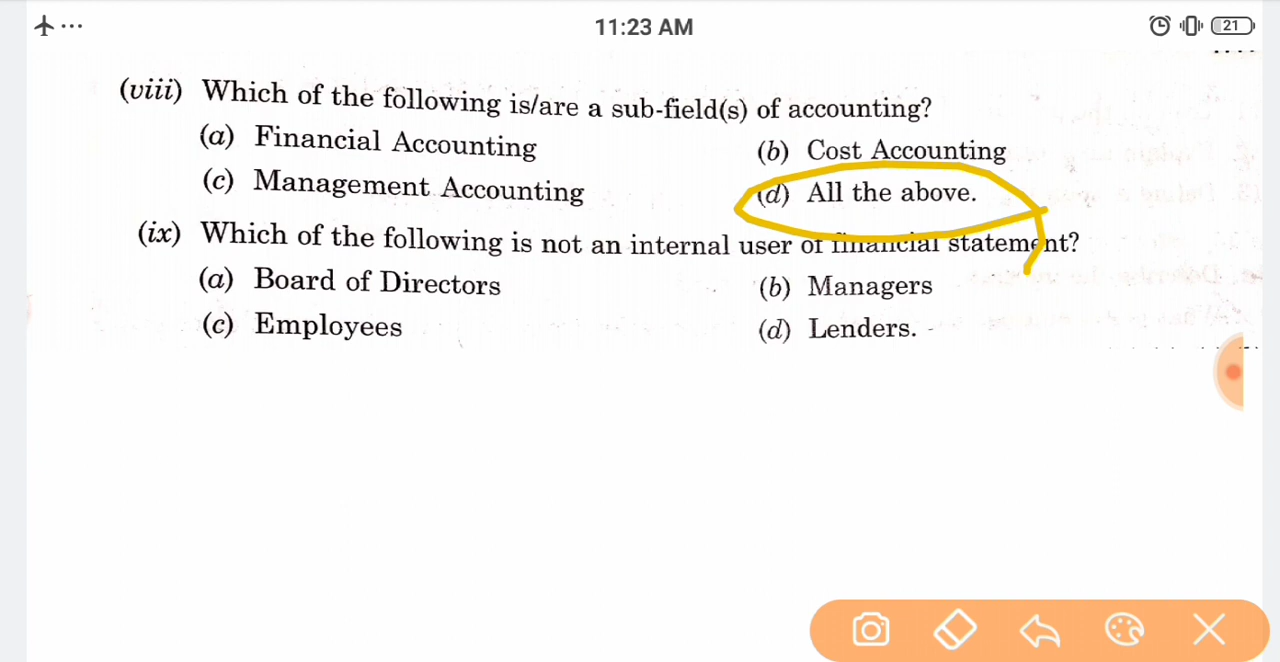 11:23 AM
21
(viii) Which of the following is/are a sub-field(s) of accounting?
(a) Financial Accounting
(b) Cost Accounting
(c) Management Accounting
(d) All the above.
(ix) Which of the following is not an internal user of financial statement?
(a) Board of Directors
(b) Managers
(c) Employees
(d) Lenders.